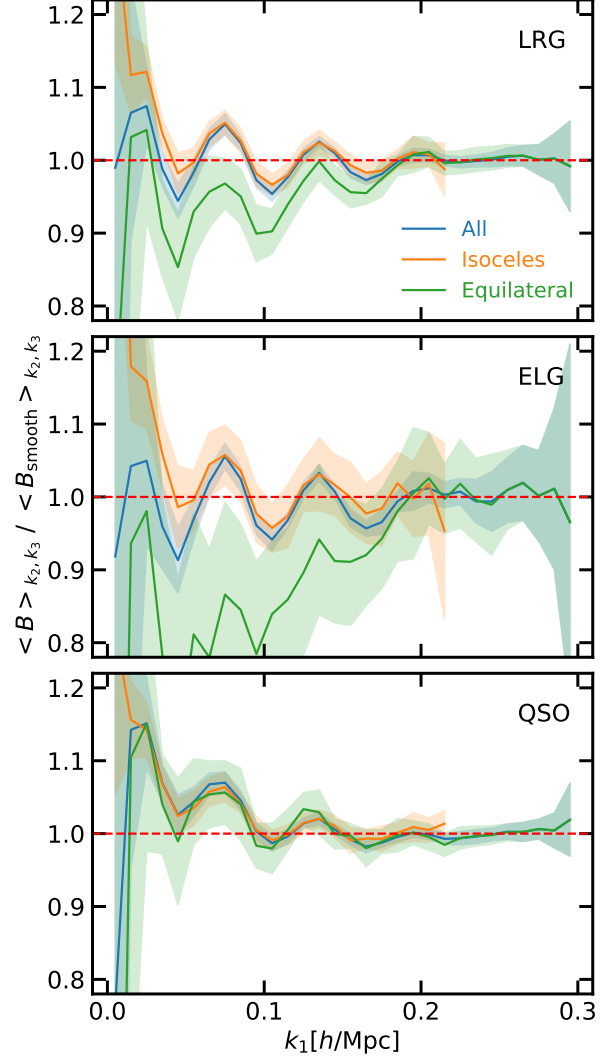 1.2
LRG
1.1
1.0
0.9
All
Isoceles
Equilateral
0.8
1.2
ELG
1.1
1.0
0.9
0.8
<B>k2,k3 / <Bsmooth>k2,k3
1.2
QSO
1.1
1.0
0.9
0.8
0.0 0.1 0.2 0.3
k1[h/Mpc]